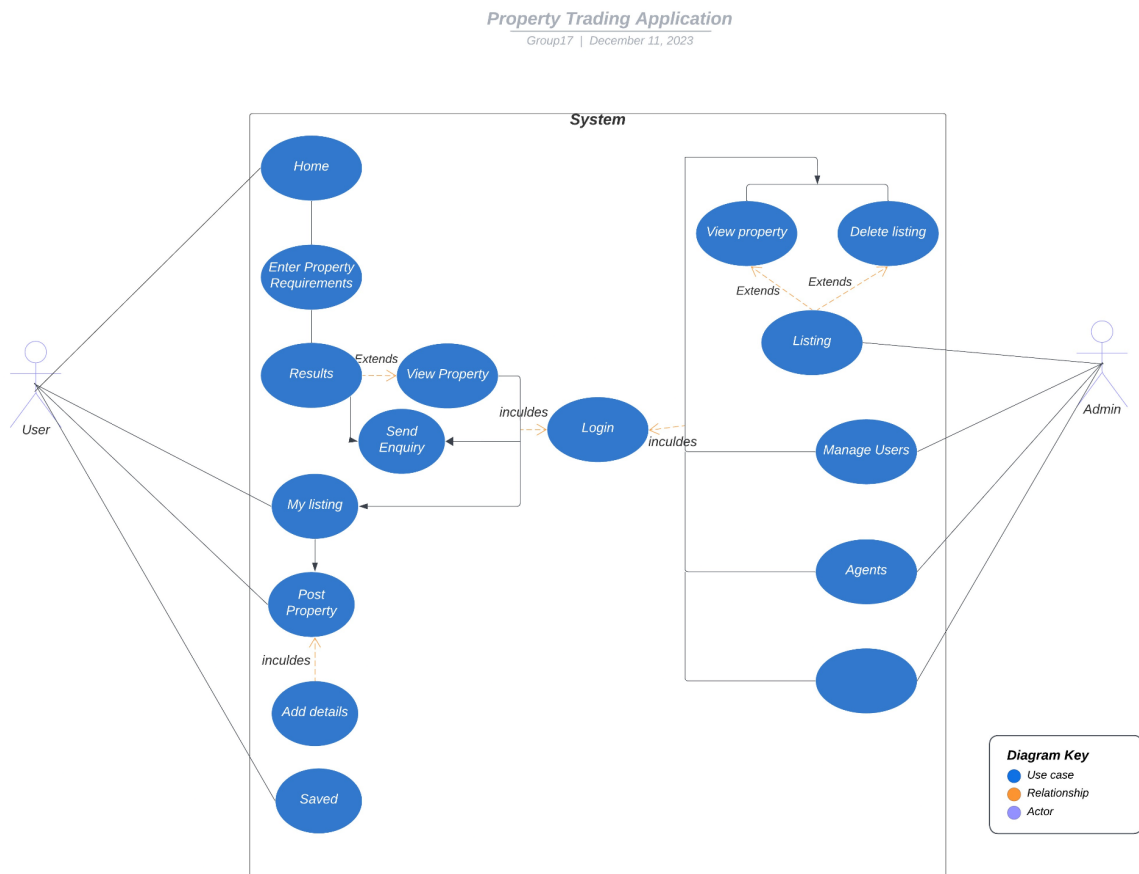 Property Trading Application
Group17 | December 11, 2023
System
Home
Enter Property
Requirements
Results
Extends
View Property
Send
Enquiry
inculdes
Login
inculdes
My listing
Post
Property
inculdes
Add details
Saved
User
View property
Delete listing
Extends
Extends
Listing
Manage Users
Agents
Admin
Diagram Key
Use case
Relationship
Actor